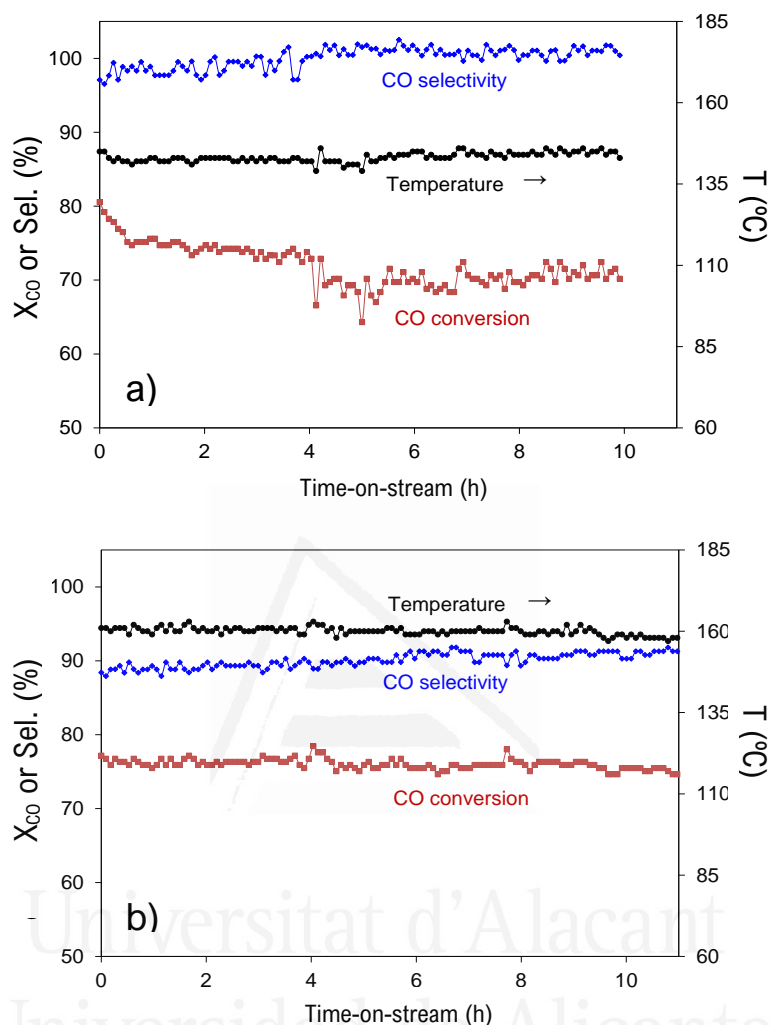 185
100
CO selectivity
160
90
X_CO or Sel. (%)
Temperature →
135
T (ºC)
80
110
70
CO conversion
60
85
a)
50
60
0 2 4 6 8 10
Time-on-stream (h)
185
100
Temperature →
160
90
CO selectivity
X_CO or Sel. (%)
135
T (ºC)
80
70
CO conversion
110
60
85
Universitat d'Alacant
b)
50
60
0 2 4 6 8 10
Time-on-stream (h)